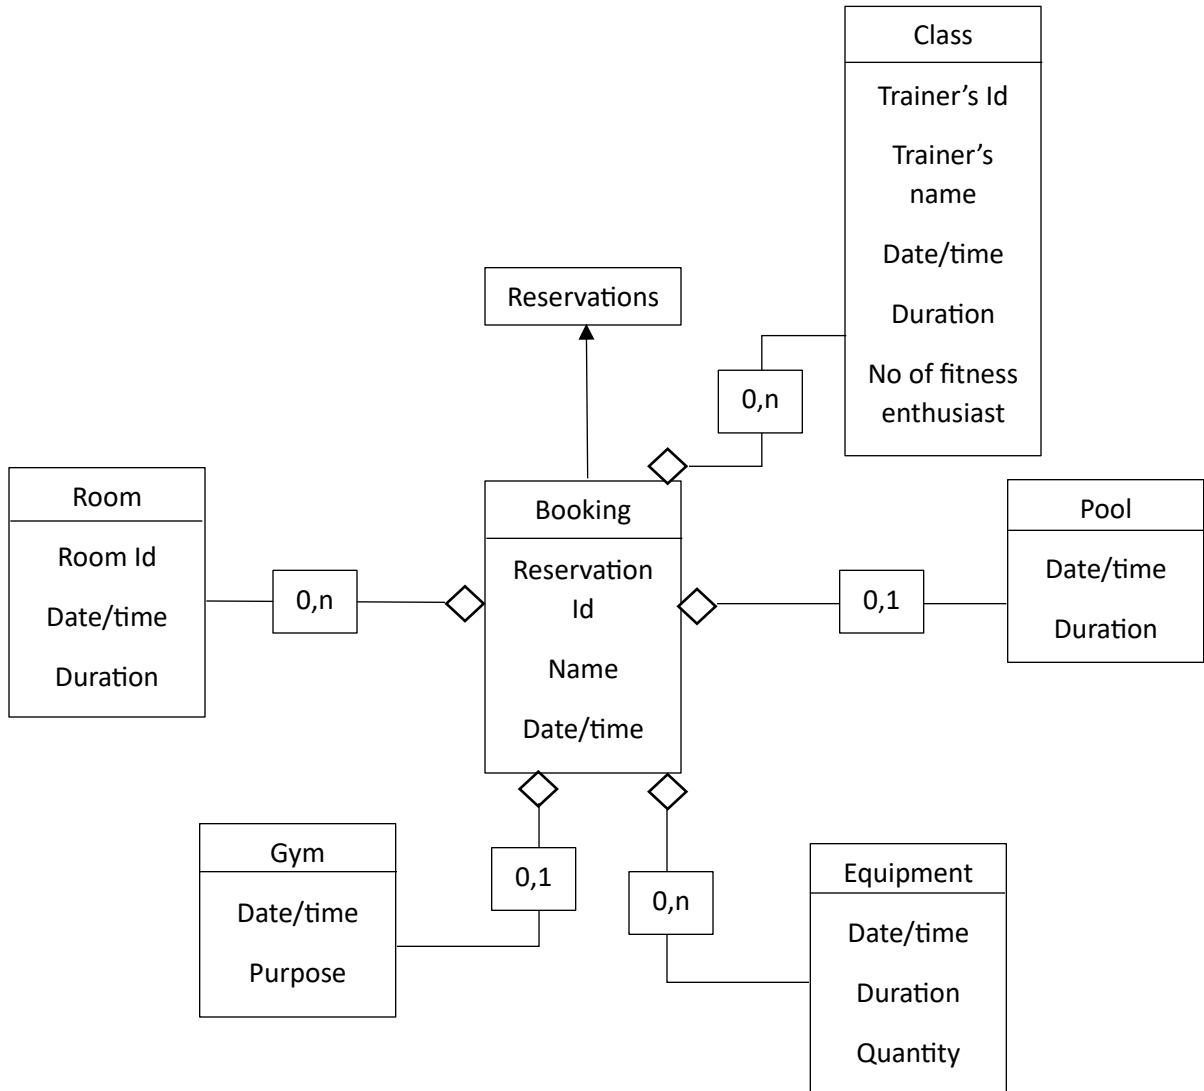 Class
Trainer’s Id
Trainer’s
name
Date/time
Duration
No of fitness
enthusiast
Reservations
0,n
Room
Room Id
Date/time
Duration
0,n
Booking
Reservation
Id
Name
Date/time
0,1
Pool
Date/time
Duration
Gym
Date/time
Purpose
0,1
0,n
Equipment
Date/time
Duration
Quantity